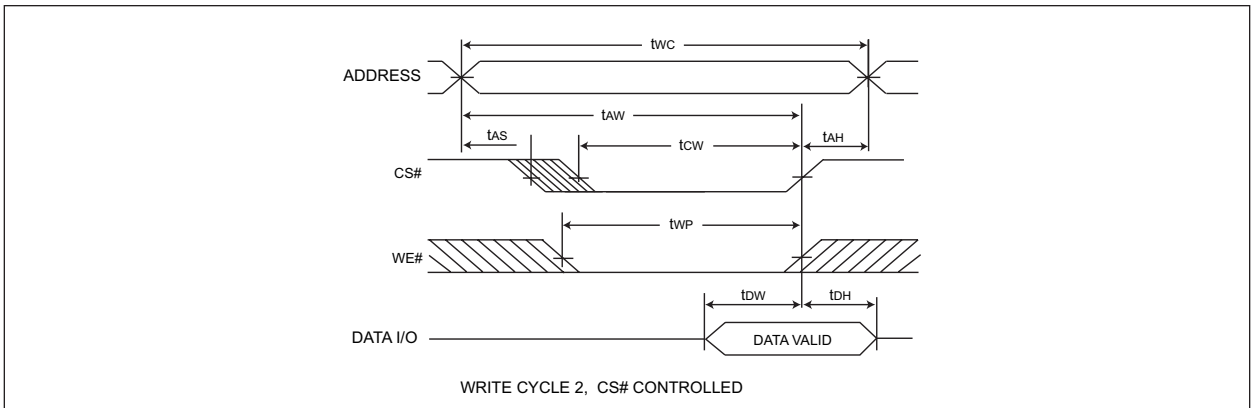 tWC
ADDRESS
tAW
tAS
tCW
tAH
CS#
tWP
WE#
tDW
tDH
DATA I/O
DATA VALID
WRITE CYCLE 2, CS# CONTROLLED